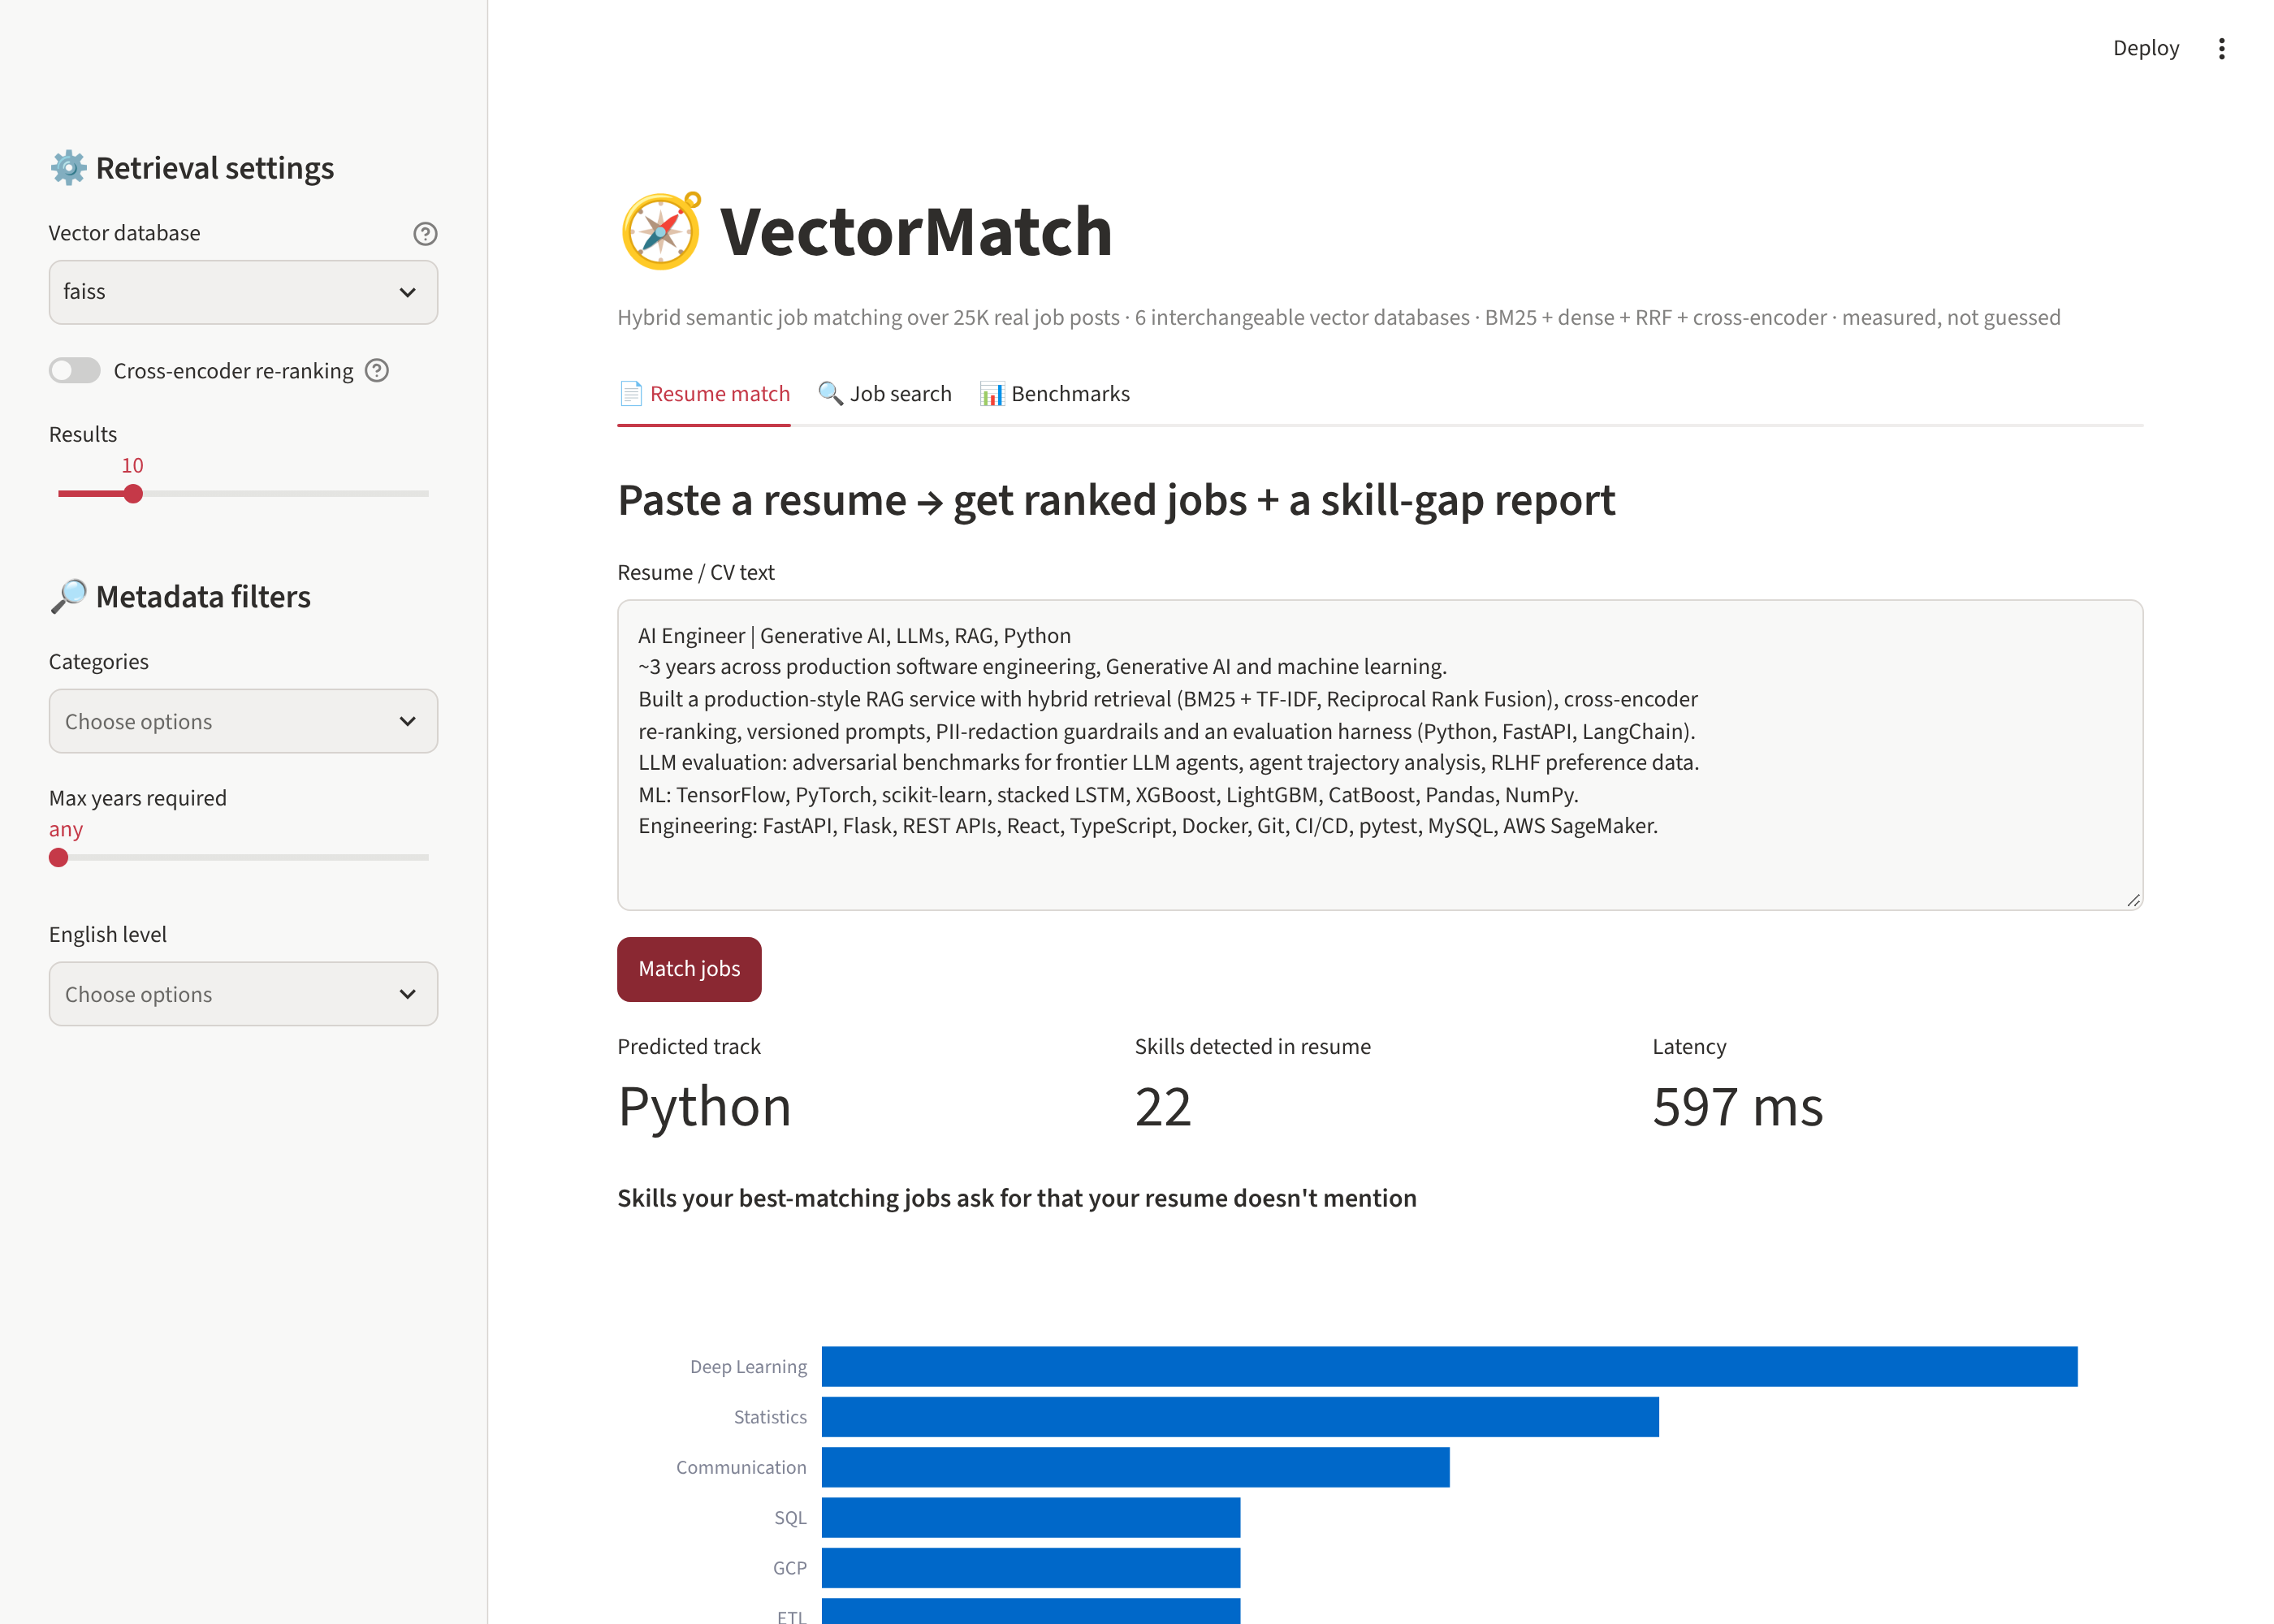 Deploy
Retrieval settings
Vector database
faiss
Cross-encoder re-ranking
Results
10
Metadata filters
Categories
Choose options
Max years required
any
English level
Choose options
VectorMatch
Hybrid semantic job matching over 25K real job posts · 6 interchangeable vector databases · BM25 + dense + RRF + cross-encoder · measured, not guessed
Resume match
Job search
Benchmarks
Paste a resume → get ranked jobs + a skill-gap report
Resume / CV text
AI Engineer | Generative AI, LLMs, RAG, Python
~3 years across production software engineering, Generative AI and machine learning.
Built a production-style RAG service with hybrid retrieval (BM25 + TF-IDF, Reciprocal Rank Fusion), cross-encoder
re-ranking, versioned prompts, PII-redaction guardrails and an evaluation harness (Python, FastAPI, LangChain).
LLM evaluation: adversarial benchmarks for frontier LLM agents, agent trajectory analysis, RLHF preference data.
ML: TensorFlow, PyTorch, scikit-learn, stacked LSTM, XGBoost, LightGBM, CatBoost, Pandas, NumPy.
Engineering: FastAPI, Flask, REST APIs, React, TypeScript, Docker, Git, CI/CD, pytest, MySQL, AWS SageMaker.
Match jobs
Predicted track
Python
Skills detected in resume
22
Latency
597 ms
Skills your best-matching jobs ask for that your resume doesn't mention
Deep Learning
Statistics
Communication
SQL
GCP
ETL